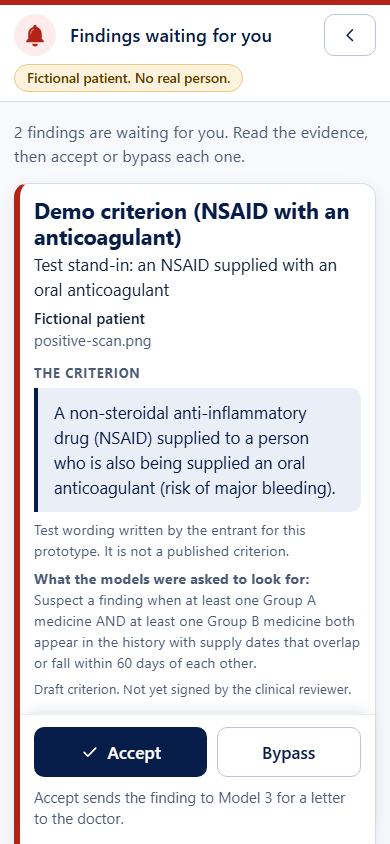 Findings waiting for you
Fictional patient. No real person.
2 findings are waiting for you. Read the evidence,
then accept or bypass each one.
Demo criterion (NSAID with an
anticoagulant)
Test stand-in: an NSAID supplied with an
oral anticoagulant
Fictional patient
positive-scan.png
THE CRITERION
A non-steroidal anti-inflammatory
drug (NSAID) supplied to a person
who is also being supplied an oral
anticoagulant (risk of major bleeding).
Test wording written by the entrant for this
prototype. It is not a published criterion.
What the models were asked to look for:
Suspect a finding when at least one Group A
medicine AND at least one Group B medicine both
appear in the history with supply dates that overlap
or fall within 60 days of each other.
Draft criterion. Not yet signed by the clinical reviewer.
Accept
Bypass
Accept sends the finding to Model 3 for a letter
to the doctor.